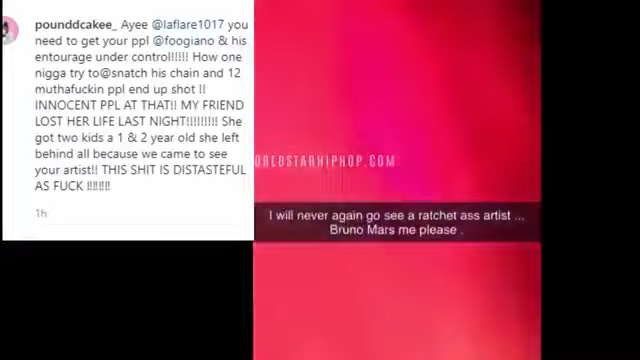 poundcakee_ Ayee @laflare1017 you
need to get your ppl @foogiano & his
entourage under control!!!!! How one
nigga try to@snatch his chain and 12
muthafuckin ppl end up shot !!
INNOCENT PPL AT THAT!! MY FRIEND
LOST HER LIFE LAST NIGHT!!!!!!!!! She
got two kids a 1 & 2 year old she left
behind all because we came to see
your artist!! THIS SHIT IS DISTASTEFUL
AS FUCK !!!!!!!!
1h
ORLDSTARHIPHOP.COM
I will never again go see a ratchet ass artist ...
Bruno Mars me please .